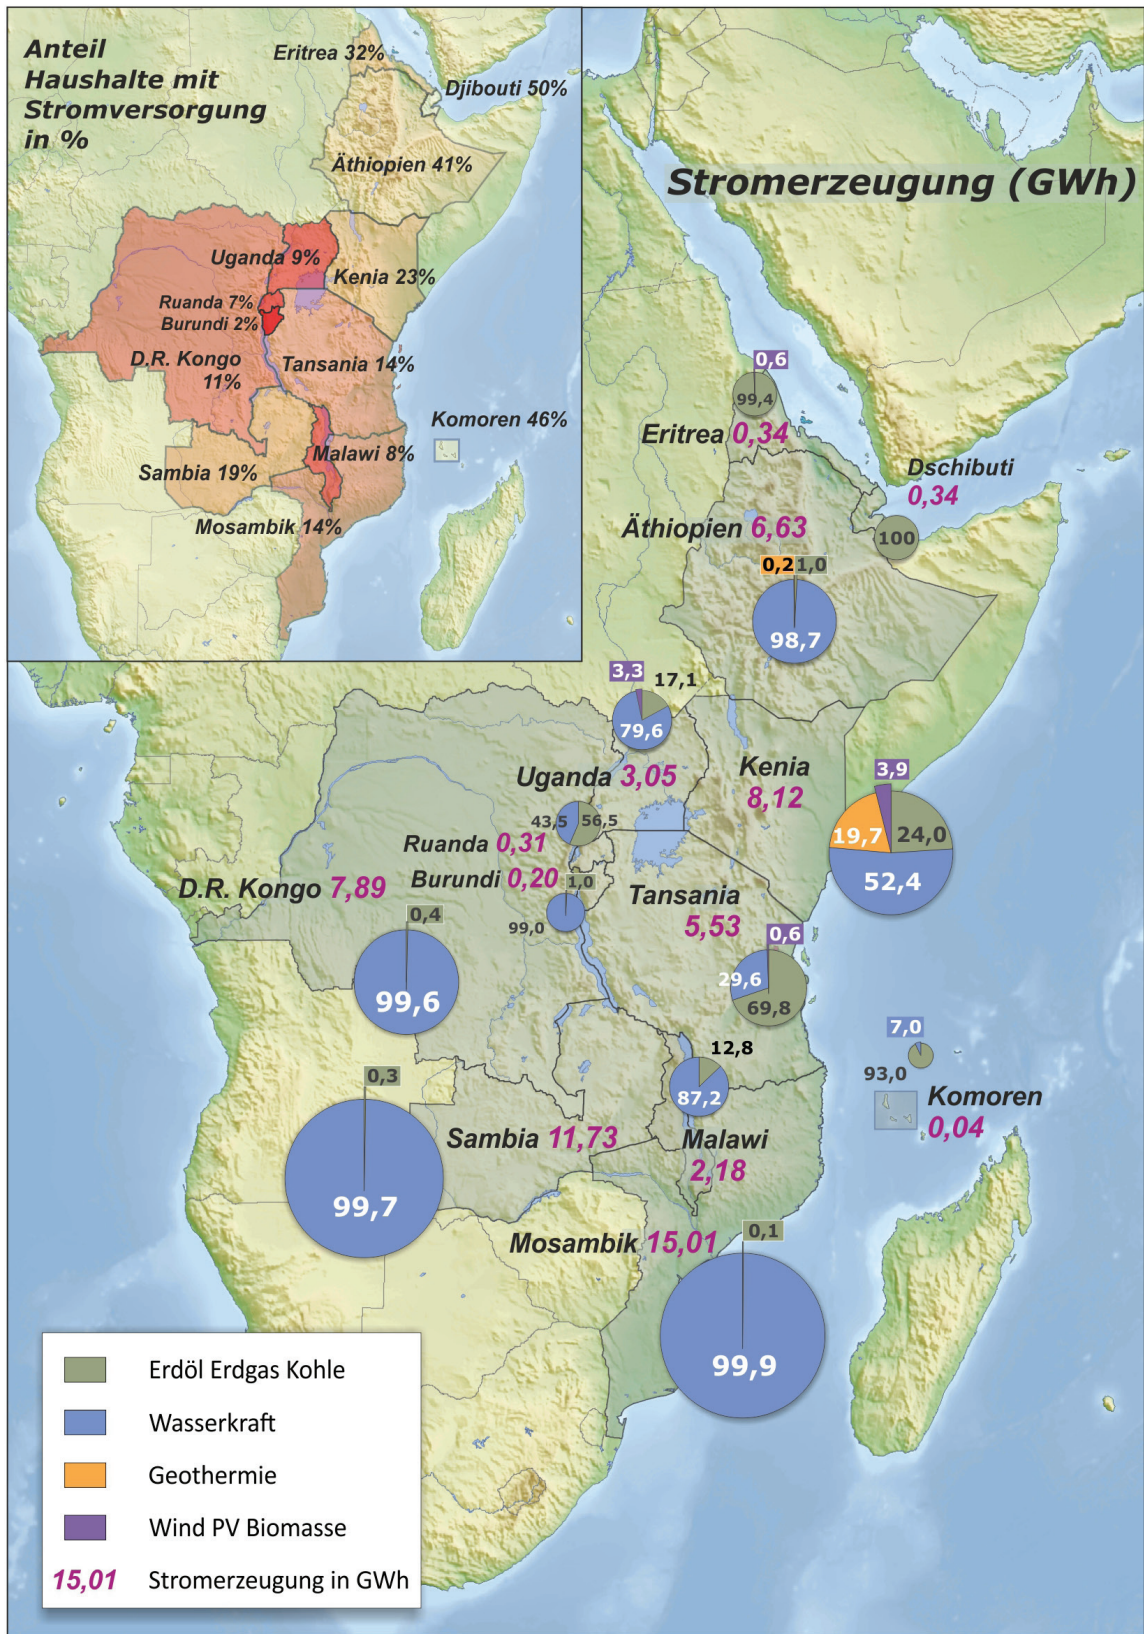 Anteil
Haushalte mit
Stromversorgung
in %
Eritrea 32%
Djibouti 50%
Äthiopien 41%
Uganda 9%
Kenia 23%
Ruanda 7%
Burundi 2%
D.R. Kongo
11%
Tansania 14%
Komoren 46%
Malawi 8%
Sambia 19%
Mosambik 14%
Stromerzeugung (GWh)
0,6
99,4
Eritrea 0,34
Dschibuti
0,34
100
Äthiopien 6,63
0,2 1,0
98,7
3,3 17,1
79,6
Uganda 3,05
Kenia
8,12
3,9
19,7 24,0
52,4
43,5 56,5
Ruanda 0,31
Burundi 0,20
1,0
99,0
D.R. Kongo 7,89
0,4
99,6
Tansania
5,53
0,6
29,6
69,8
7,0
93,0
Komoren
0,04
12,8
87,2
Malawi
2,18
0,3
99,7
Sambia 11,73
Mosambik 15,01
0,1
99,9
Erdöl Erdgas Kohle
Wasserkraft
Geothermie
Wind PV Biomasse
15,01 Stromerzeugung in GWh